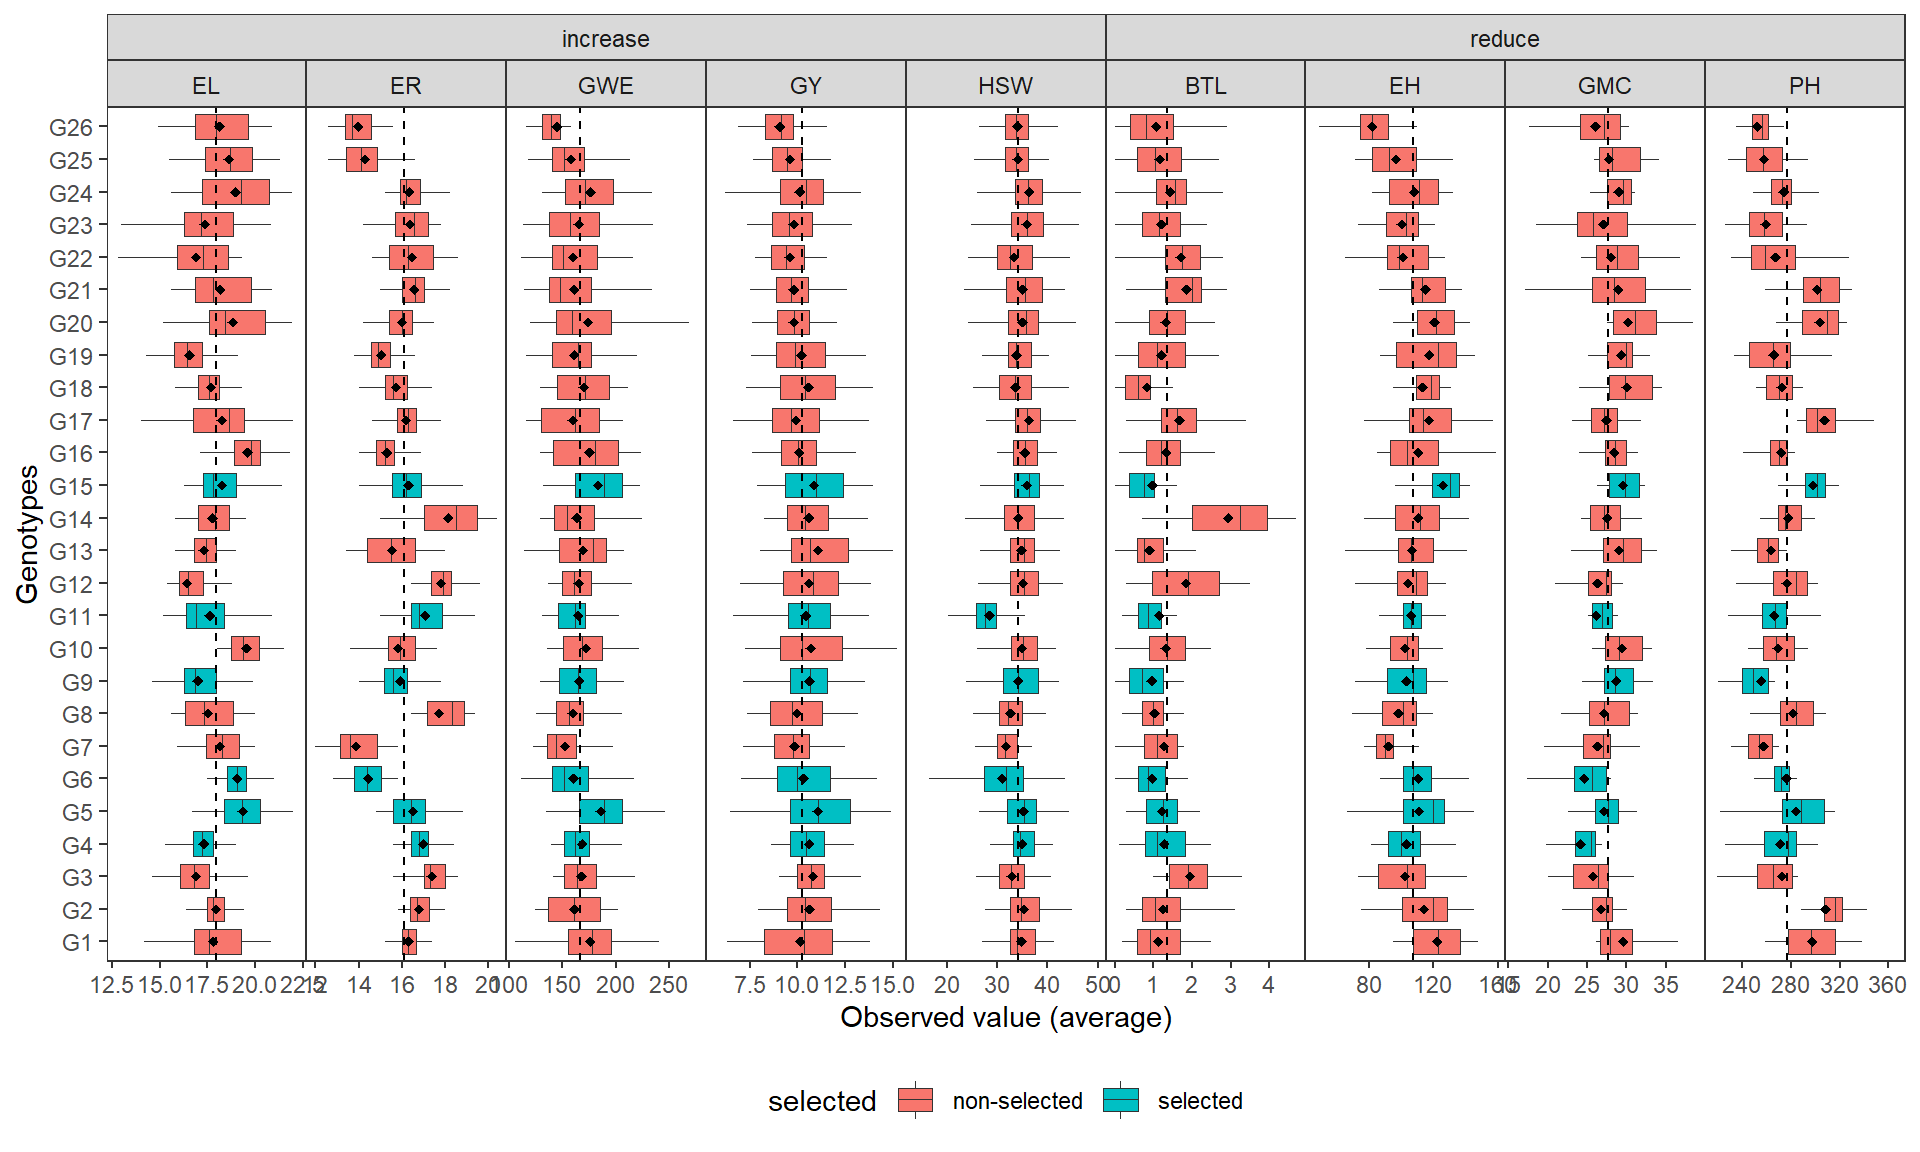 increase reduce
EL ER GWE GY HSW BTL EH GMC PH
G26
G25
G24
G23
G22
G21
G20
G19
G18
G17
G16
G15
G14
G13
G12
G11
G10
G9
G8
G7
G6
G5
G4
G3
G2
G1
Genotypes
12.5 15.0 17.5 20.0 22.5 12 14 16 18 20 100 150 200 250 7.5 10.0 12.5 15.0 20 30 40 50 0 1 2 3 4 80 120 160 15 20 25 30 35 240 280 320 360
Observed value (average)
selected non-selected selected